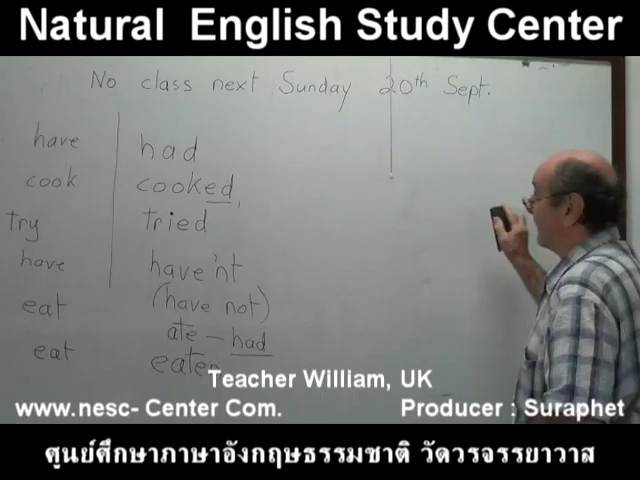 Natural English Study Center
No class next Sunday 20th Sept.
have had
cook cooked
try tried
have have'nt
eat (have not)
ate - had
eat eaten
Teacher William, UK
www.nesc- Center Com. Producer : Suraphet
ศูนย์ศึกษาภาษาอังกฤษธรรมชาติ วัดวรจรรยาวาส